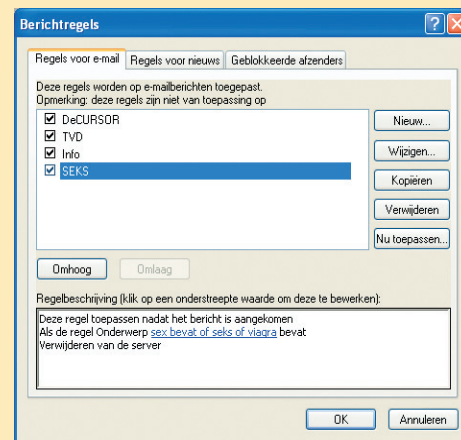 Berichtregels
Regels voor e-mail Regels voor nieuws Geblokkeerde afzenders
Deze regels worden op e-mailberichten toegepast.
Opmerking: deze regels zijn niet van toepassing op
DeCURSOR
TVD
Info
SEKS
Nieuw...
Wijzigen...
Kopiëren
Verwijderen
Nu toepassen...
Omhoog Omlaag
Regelbeschrijving (klik op een onderstreepte waarde om deze te bewerken):
Deze regel toepassen nadat het bericht is aangekomen
Als de regel Onderwerp sex bevat of seks of viagra bevat
Verwijderen van de server
OK Annuleren